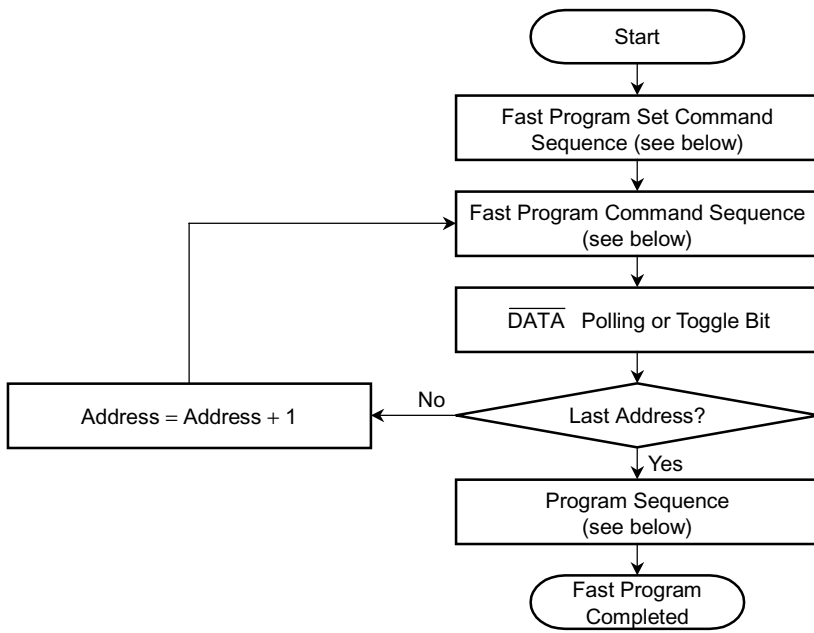 Start
Fast Program Set Command
Sequence (see below)
Fast Program Command Sequence
(see below)
DATA Polling or Toggle Bit
Address = Address + 1
No
Last Address?
Yes
Program Sequence
(see below)
Fast Program
Completed